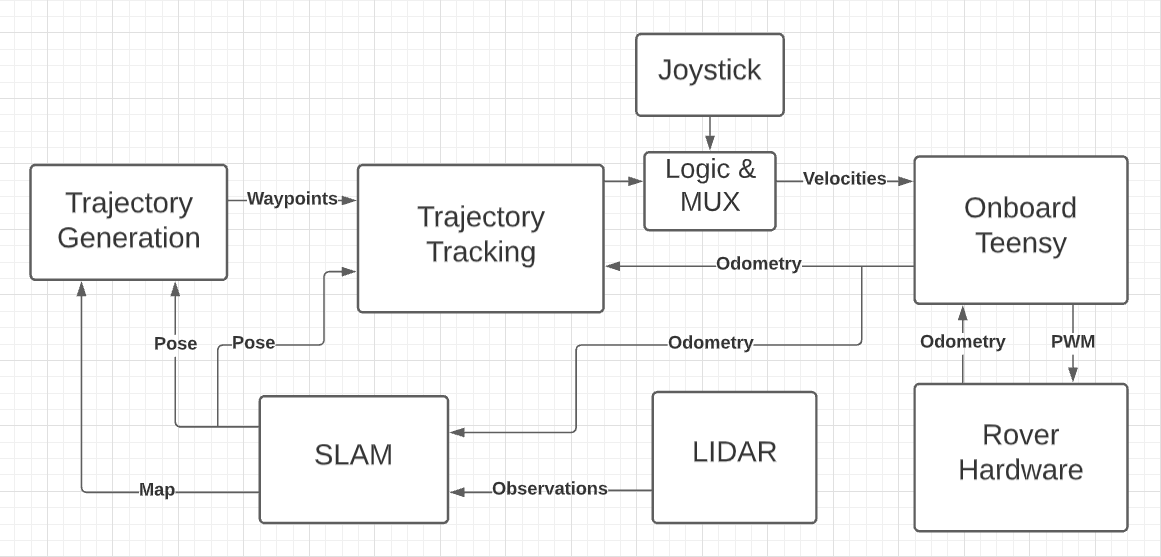 Joystick
Logic &
MUX
Trajectory
Generation
Waypoints
Trajectory
Tracking
Velocities
Onboard
Teensy
Odometry
Pose
Pose
Odometry
Odometry
PWM
SLAM
LIDAR
Rover
Hardware
Map
Observations